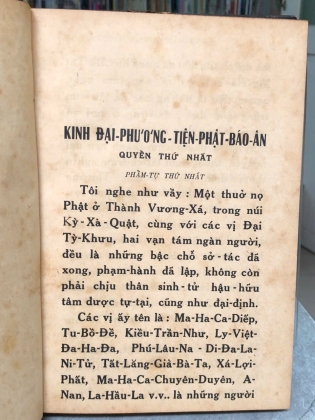 KINH ĐẠI-PHƯƠNG-TIỆN-PHẬT-BÁO-ÂN
QUYỀN THỨ NHẤT
PHẨM-TỰ THỨ NHẤT
Tôi nghe như vầy : Một thuở nọ
Phật ở Thành Vương-Xá, trong núi
Kỳ-Xà-Quật, cùng với các vị Đại
Tỳ-Khưu, hai vạn tám ngàn người,
đều là những bậc chỗ sở-tác đã
xong, phạm-hành đã lập, không còn
phải chịu thân sinh-tử hậu-hữu
tâm được tự-tại, cũng như đại-định.
Các vị ấy tên là : Ma-Ha-Ca-Diếp,
Tu-Bồ-Đề, Kiều-Trần-Như, Ly-Việt-
Đa-Ha-Đa, Phú-Lâu-Na - Di-Đa-La-
Ni-Tử, Tất-Lăng-Già-Bà-Ta, Xá-Lợi-
Phất, Ma-Ha-Ca-Chuyên-Duyên, A-
Nan, La-Hầu-La v.v.. là những người